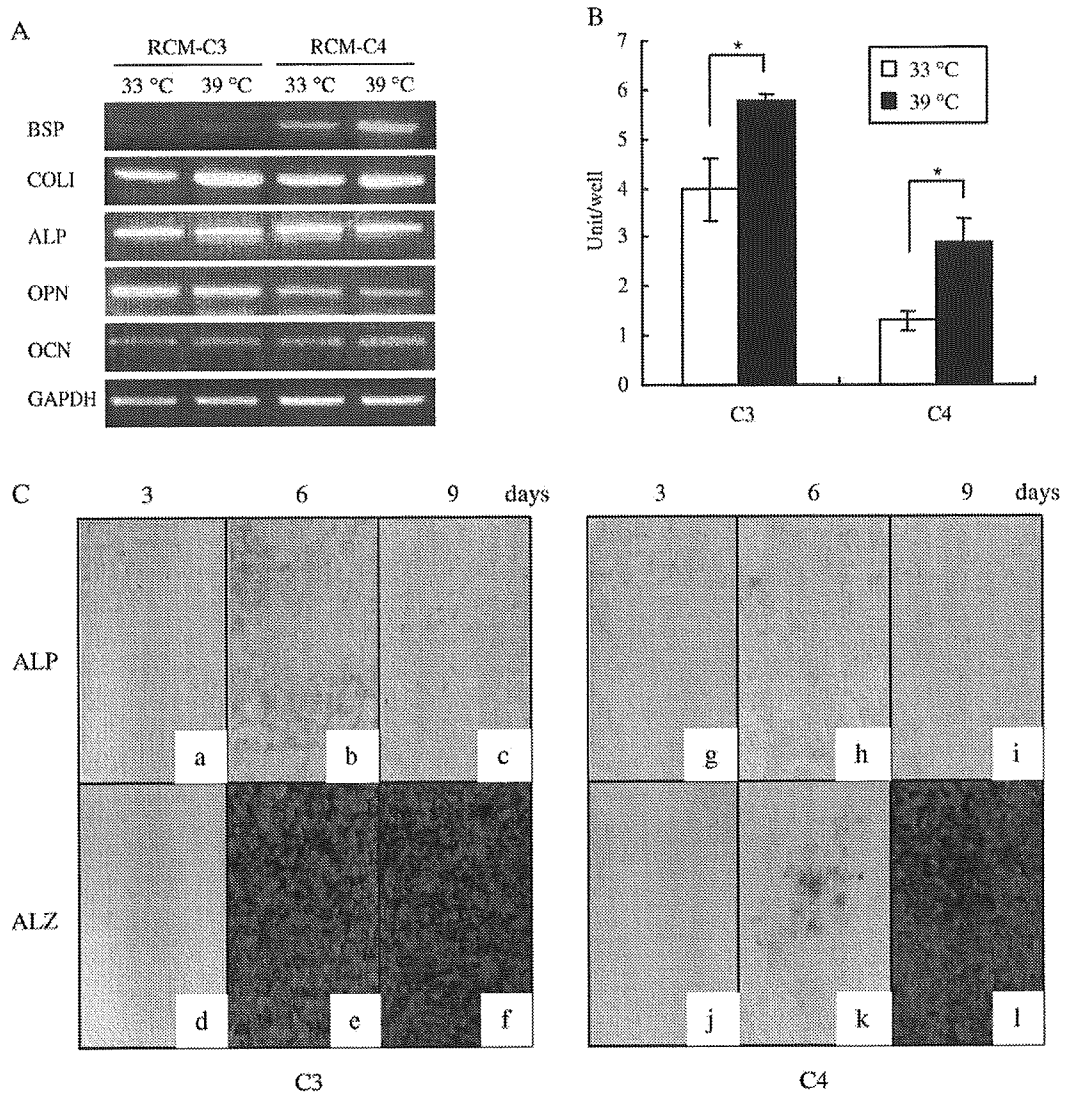 A
RCM-C3 RCM-C4
33 °C 39 °C 33 °C 39 °C
BSP
COLI
ALP
OPN
OCN
GAPDH
B
7
6
5
4
3
2
1
0
Unit/well
33 °C
39 °C
*
*
C3 C4
C 3 6 9 days 3 6 9 days
ALP
a b c g h i
ALZ
d e f j k l
C3 C4